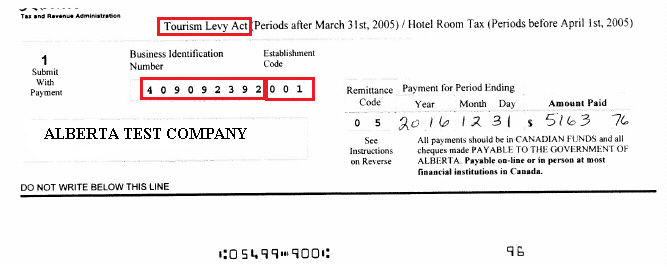 Tax and Revenue Administration
Tourism Levy Act (Periods after March 31st, 2005) / Hotel Room Tax (Periods before April 1st, 2005)
1
Submit
With
Payment
Business Identification
Number
Establishment
Code
4 0 9 0 9 2 3 9 2 0 0 1
Remittance
Code
Payment for Period Ending
Year Month Day Amount Paid
0 5 2016 12 31 $ 5163 76
ALBERTA TEST COMPANY
See
Instructions
on Reverse
All payments should be in CANADIAN FUNDS and all
cheques made PAYABLE TO THE GOVERNMENT OF
ALBERTA. Payable on-line or in person at most
financial institutions in Canada.
DO NOT WRITE BELOW THIS LINE
⑆05499⑉900⑆ 96